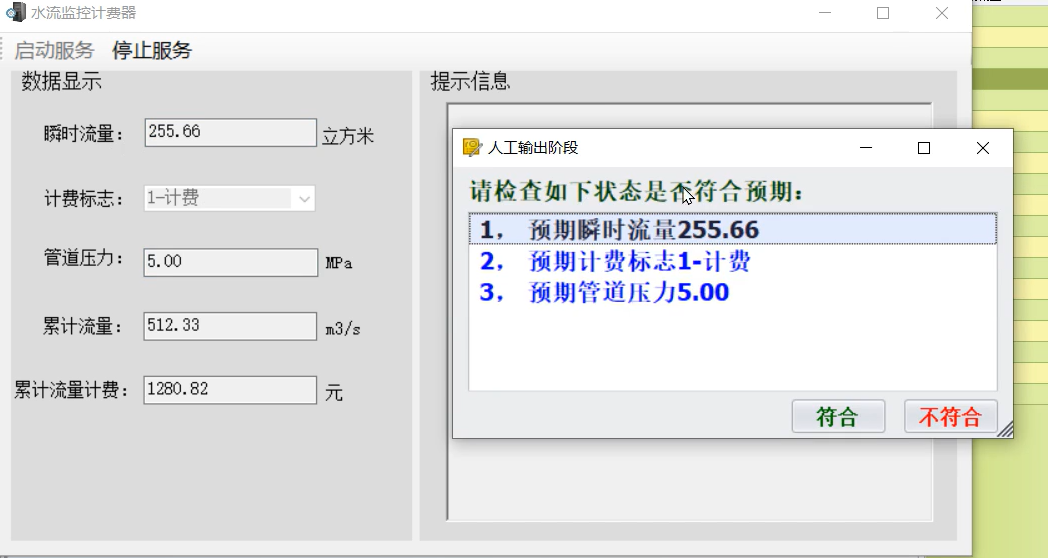 水流监控计费器
启动服务 停止服务
数据显示
瞬时流量： 255.66 立方米
计费标志： 1-计费
管道压力： 5.00 MPa
累计流量： 512.33 m3/s
累计流量计费： 1280.82 元
提示信息
人工输出阶段
请检查如下状态是否符合预期：
1， 预期瞬时流量255.66
2， 预期计费标志1-计费
3， 预期管道压力5.00
符合 不符合